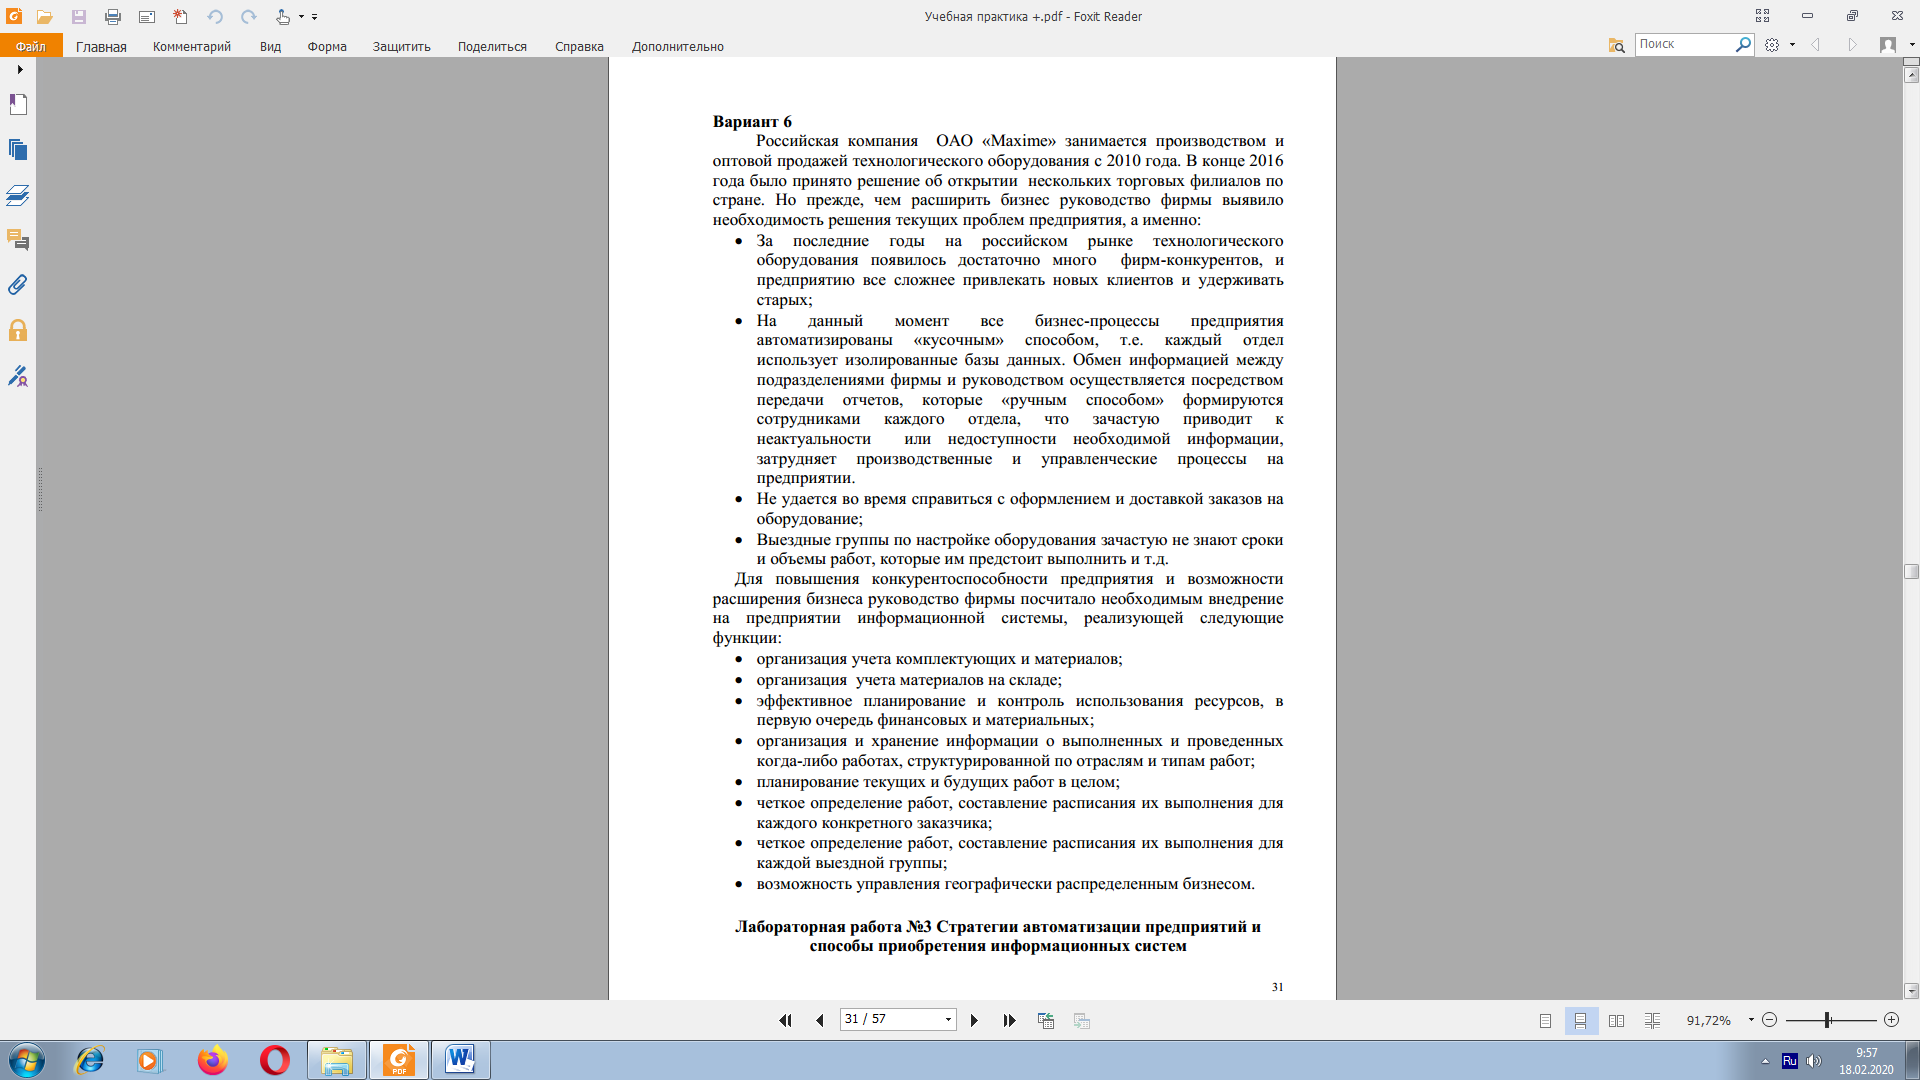 Учебная практика +.pdf - Foxit Reader
Файл Главная Комментарий Вид Форма Защитить Поделиться Справка Дополнительно Поиск
Вариант 6
Российская компания ОАО «Maxime» занимается производством и
оптовой продажей технологического оборудования с 2010 года. В конце 2016
года было принято решение об открытии нескольких торговых филиалов по
стране. Но прежде, чем расширить бизнес руководство фирмы выявило
необходимость решения текущих проблем предприятия, а именно:
• За последние годы на российском рынке технологического
оборудования появилось достаточно много фирм-конкурентов, и
предприятию все сложнее привлекать новых клиентов и удерживать
старых;
• На данный момент все бизнес-процессы предприятия
автоматизированы «кусочным» способом, т.е. каждый отдел
использует изолированные базы данных. Обмен информацией между
подразделениями фирмы и руководством осуществляется посредством
передачи отчетов, которые «ручным способом» формируются
сотрудниками каждого отдела, что зачастую приводит к
неактуальности или недоступности необходимой информации,
затрудняет производственные и управленческие процессы на
предприятии.
• Не удается во время справиться с оформлением и доставкой заказов на
оборудование;
• Выездные группы по настройке оборудования зачастую не знают сроки
и объемы работ, которые им предстоит выполнить и т.д.
Для повышения конкурентоспособности предприятия и возможности
расширения бизнеса руководство фирмы посчитало необходимым внедрение
на предприятии информационной системы, реализующей следующие
функции:
• организация учета комплектующих и материалов;
• организация учета материалов на складе;
• эффективное планирование и контроль использования ресурсов, в
первую очередь финансовых и материальных;
• организация и хранение информации о выполненных и проведенных
когда-либо работах, структурированной по отраслям и типам работ;
• планирование текущих и будущих работ в целом;
• четкое определение работ, составление расписания их выполнения для
каждого конкретного заказчика;
• четкое определение работ, составление расписания их выполнения для
каждой выездной группы;
• возможность управления географически распределенным бизнесом.
Лабораторная работа №3 Стратегии автоматизации предприятий и
способы приобретения информационных систем
31
31 / 57
91,72%
PDF
Ru
9:57
18.02.2020